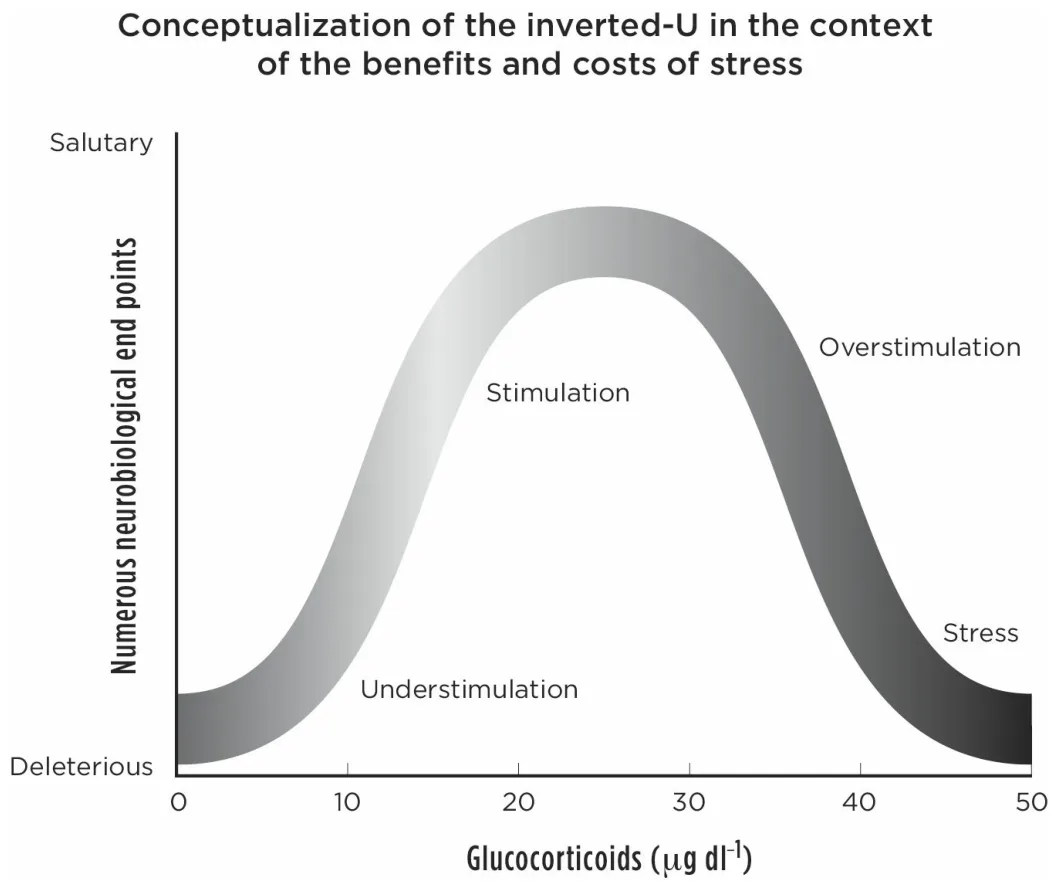 Conceptualization of the inverted-U in the context
of the benefits and costs of stress
Salutary
Numerous neurobiological end points
Overstimulation
Stimulation
Stress
Understimulation
Deleterious
0 10 20 30 40 50
Glucocorticoids (μg dl⁻¹)